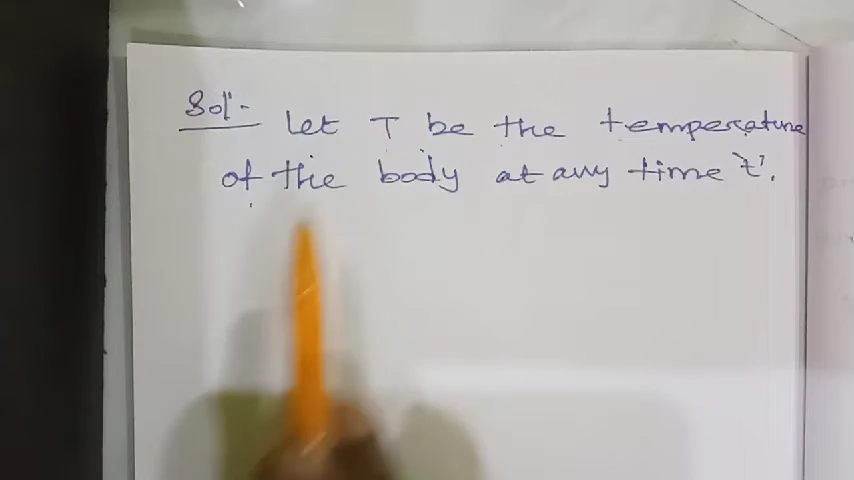 Sol:-  Let T be the temperature
of the body at any time 't'.